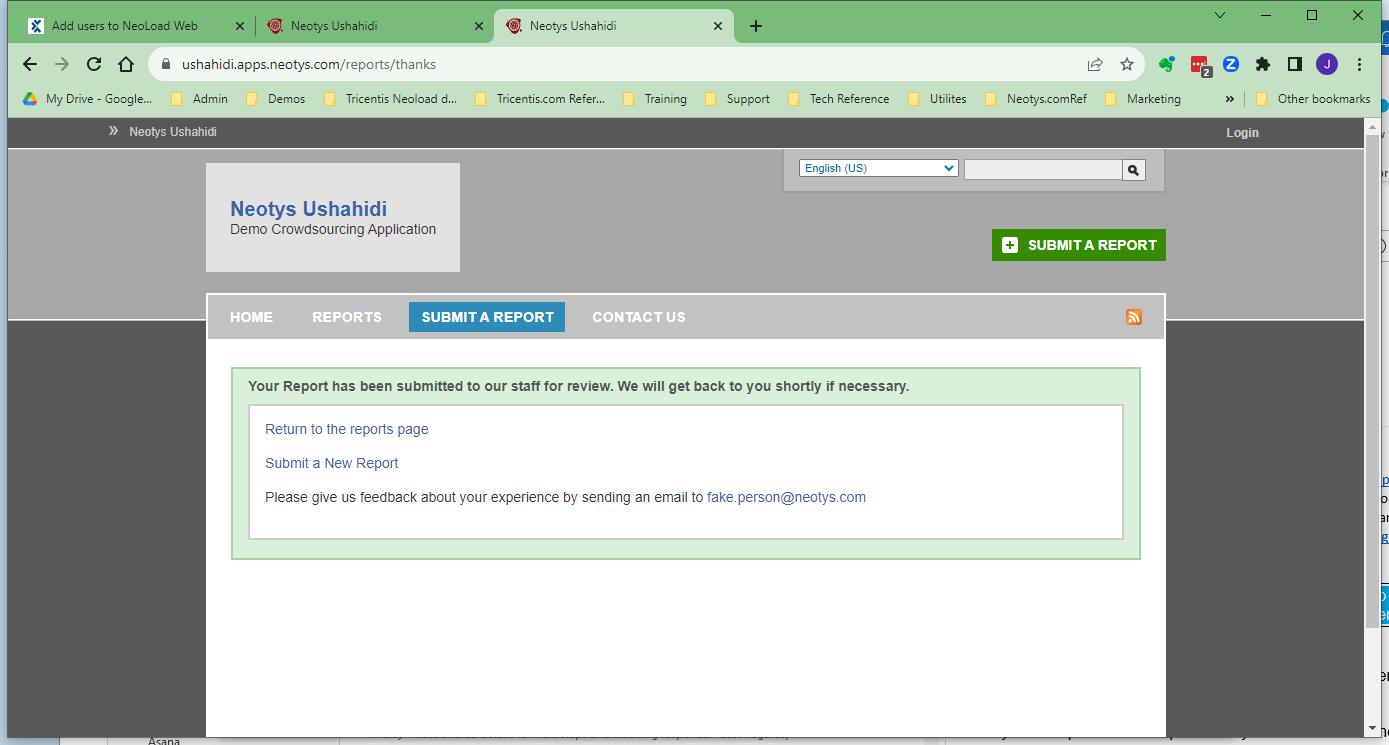 Add users to NeoLoad Web
Neotys Ushahidi
Neotys Ushahidi
ushahidi.apps.neotys.com/reports/thanks
2
J
My Drive - Google...
Admin
Demos
Tricentis Neoload d...
Tricentis.com Refer...
Training
Support
Tech Reference
Utilites
Neotys.comRef
Marketing
»
Other bookmarks
» Neotys Ushahidi
Login
English (US)
Neotys Ushahidi
Demo Crowdsourcing Application
SUBMIT A REPORT
HOME
REPORTS
SUBMIT A REPORT
CONTACT US
Your Report has been submitted to our staff for review. We will get back to you shortly if necessary.
Return to the reports page
Submit a New Report
Please give us feedback about your experience by sending an email to fake.person@neotys.com
Asana